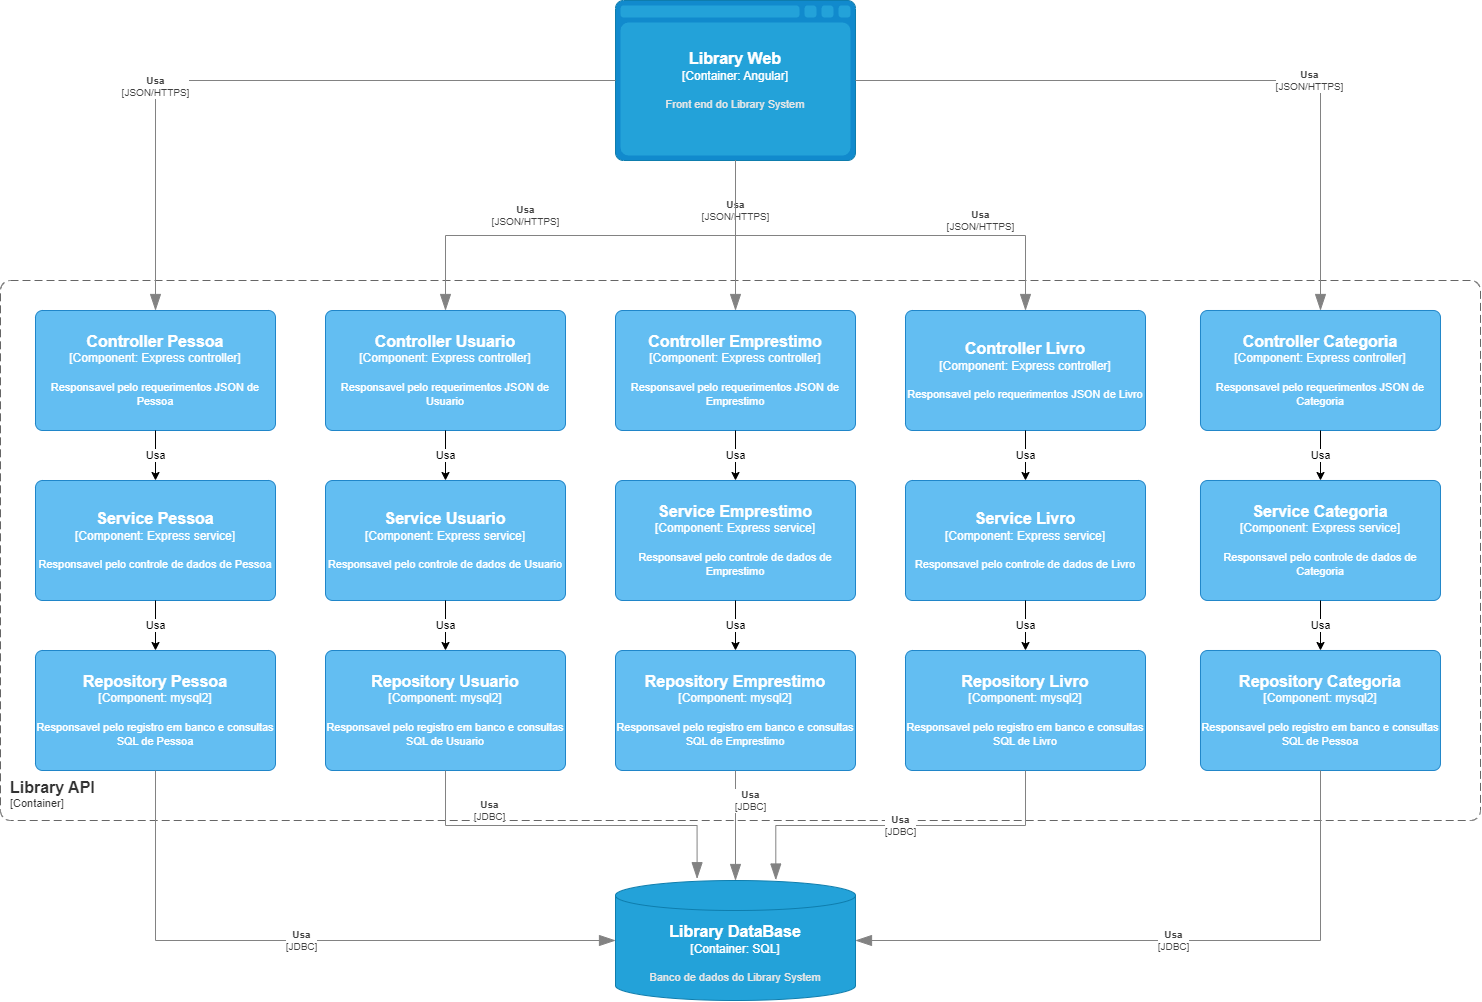 Library Web
[Container: Angular]
Front end do Library System
Usa
[JSON/HTTPS]
Usa
[JSON/HTTPS]
Usa
[JSON/HTTPS]
Usa
[JSON/HTTPS]
Usa
[JSON/HTTPS]
Controller Pessoa
[Component: Express controller]
Responsavel pelo requerimentos JSON de
Pessoa
Controller Usuario
[Component: Express controller]
Responsavel pelo requerimentos JSON de
Usuario
Controller Emprestimo
[Component: Express controller]
Responsavel pelo requerimentos JSON de
Emprestimo
Controller Livro
[Component: Express controller]
Responsavel pelo requerimentos JSON de Livro
Controller Categoria
[Component: Express controller]
Responsavel pelo requerimentos JSON de
Categoria
Usa
Usa
Usa
Usa
Usa
Service Pessoa
[Component: Express service]
Responsavel pelo controle de dados de Pessoa
Service Usuario
[Component: Express service]
Responsavel pelo controle de dados de Usuario
Service Emprestimo
[Component: Express service]
Responsavel pelo controle de dados de
Emprestimo
Service Livro
[Component: Express service]
Responsavel pelo controle de dados de Livro
Service Categoria
[Component: Express service]
Responsavel pelo controle de dados de
Categoria
Usa
Usa
Usa
Usa
Usa
Repository Pessoa
[Component: mysql2]
Responsavel pelo registro em banco e consultas
SQL de Pessoa
Repository Usuario
[Component: mysql2]
Responsavel pelo registro em banco e consultas
SQL de Usuario
Repository Emprestimo
[Component: mysql2]
Responsavel pelo registro em banco e consultas
SQL de Emprestimo
Repository Livro
[Component: mysql2]
Responsavel pelo registro em banco e consultas
SQL de Livro
Repository Categoria
[Component: mysql2]
Responsavel pelo registro em banco e consultas
SQL de Pessoa
Library API
[Container]
Usa
[JDBC]
Usa
[JDBC]
Usa
[JDBC]
Usa
[JDBC]
Usa
[JDBC]
Library DataBase
[Container: SQL]
Banco de dados do Library System